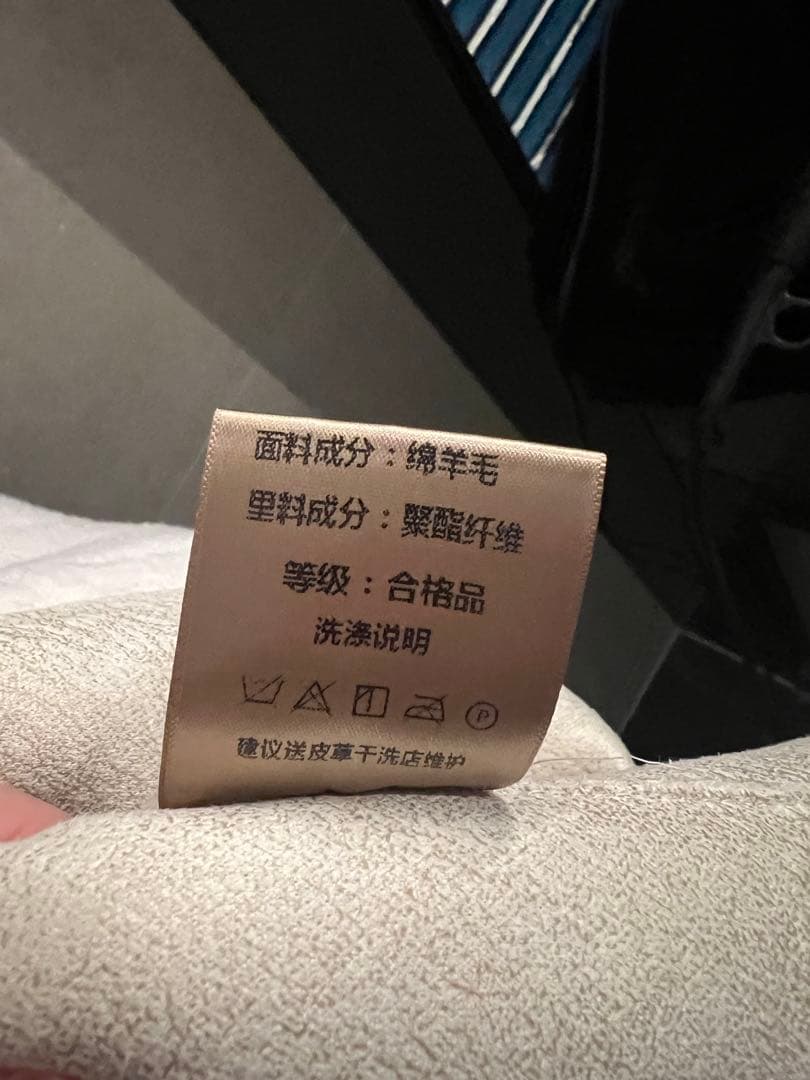 面料成分：绵羊毛
里料成分：聚酯纤维
等级：合格品
洗涤说明
P
建议送皮草干洗店维护